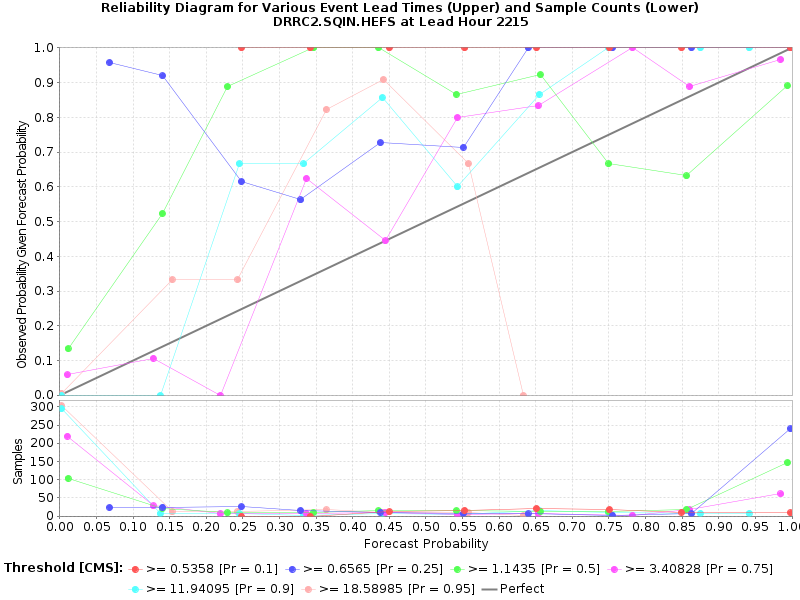 Reliability Diagram for Various Event Lead Times (Upper) and Sample Counts (Lower)
DRRC2.SQIN.HEFS at Lead Hour 2215
Observed Probability Given Forecast Probability
1.0
0.9
0.8
0.7
0.6
0.5
0.4
0.3
0.2
0.1
0.0
Samples
300
250
200
150
100
50
0
0.00 0.05 0.10 0.15 0.20 0.25 0.30 0.35 0.40 0.45 0.50 0.55 0.60 0.65 0.70 0.75 0.80 0.85 0.90 0.95 1.00
Forecast Probability
Threshold [CMS]: >= 0.5358 [Pr = 0.1] >= 0.6565 [Pr = 0.25] >= 1.1435 [Pr = 0.5] >= 3.40828 [Pr = 0.75]
>= 11.94095 [Pr = 0.9] >= 18.58985 [Pr = 0.95] Perfect